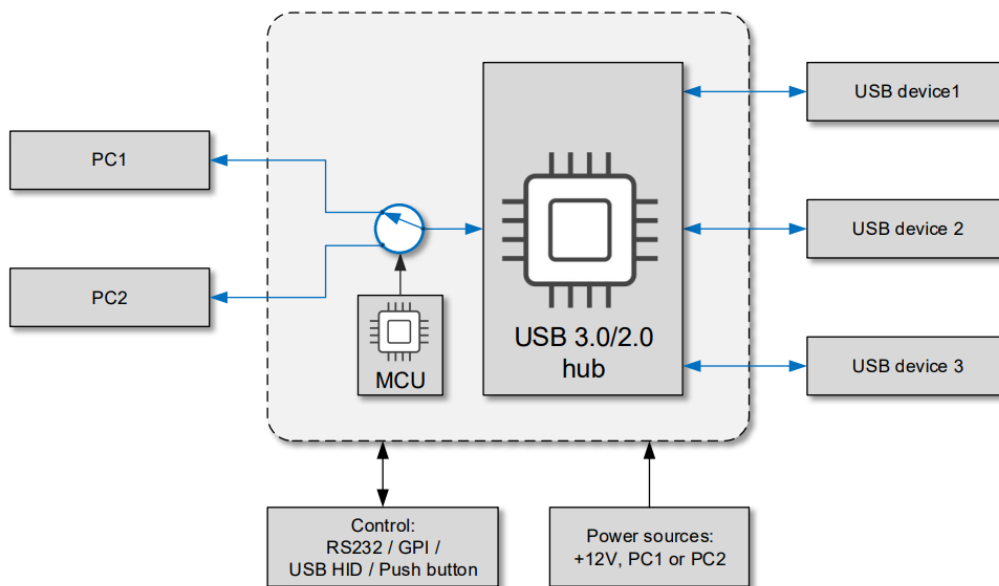 PC1
PC2
MCU
USB 3.0/2.0
hub
USB device1
USB device 2
USB device 3
Control:
RS232 / GPI /
USB HID / Push button
Power sources:
+12V, PC1 or PC2